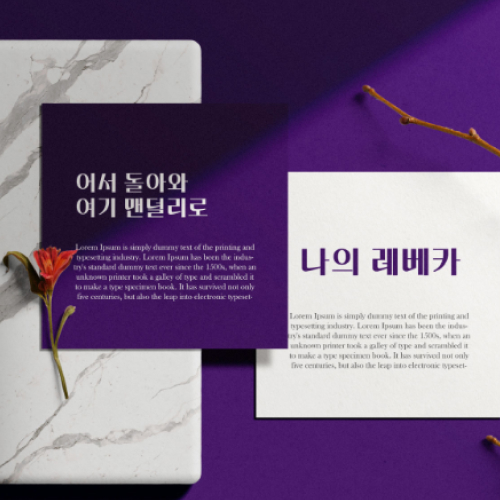 어서 돌아와
여기 맨덜리로
Lorem Ipsum is simply dummy text of the printing and
typesetting industry. Lorem Ipsum has been the indus-
try's standard dummy text ever since the 1500s, when an
unknown printer took a galley of type and scrambled it
to make a type specimen book. It has survived not only
five centuries, but also the leap into electronic typeset-
나의 레베카
Lorem Ipsum is simply dummy text of the printing and
typesetting industry. Lorem Ipsum has been the indus-
try's standard dummy text ever since the 1500s, when an
unknown printer took a galley of type and scrambled it
to make a type specimen book. It has survived not only
five centuries, but also the leap into electronic typeset-